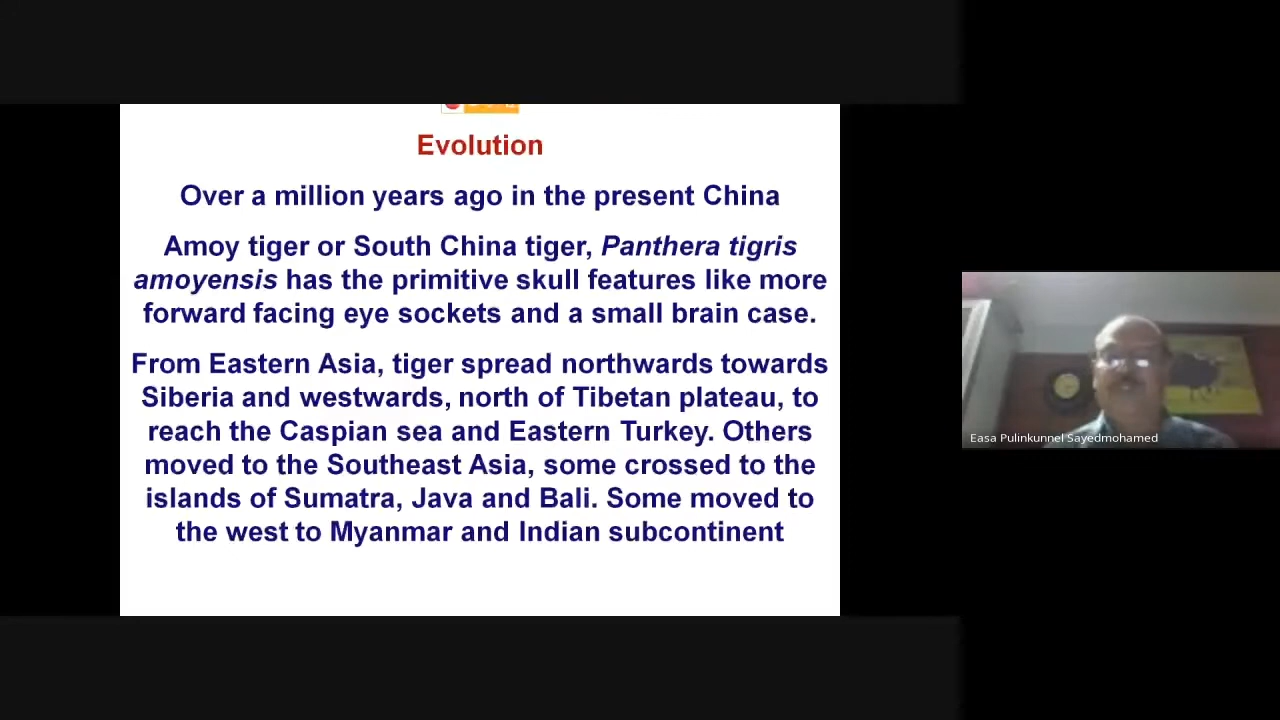 Evolution
Over a million years ago in the present China
Amoy tiger or South China tiger, Panthera tigris
amoyensis has the primitive skull features like more
forward facing eye sockets and a small brain case.
From Eastern Asia, tiger spread northwards towards
Siberia and westwards, north of Tibetan plateau, to
reach the Caspian sea and Eastern Turkey. Others
moved to the Southeast Asia, some crossed to the
islands of Sumatra, Java and Bali. Some moved to
the west to Myanmar and Indian subcontinent
Easa Pulinkunnel Sayedmohamed